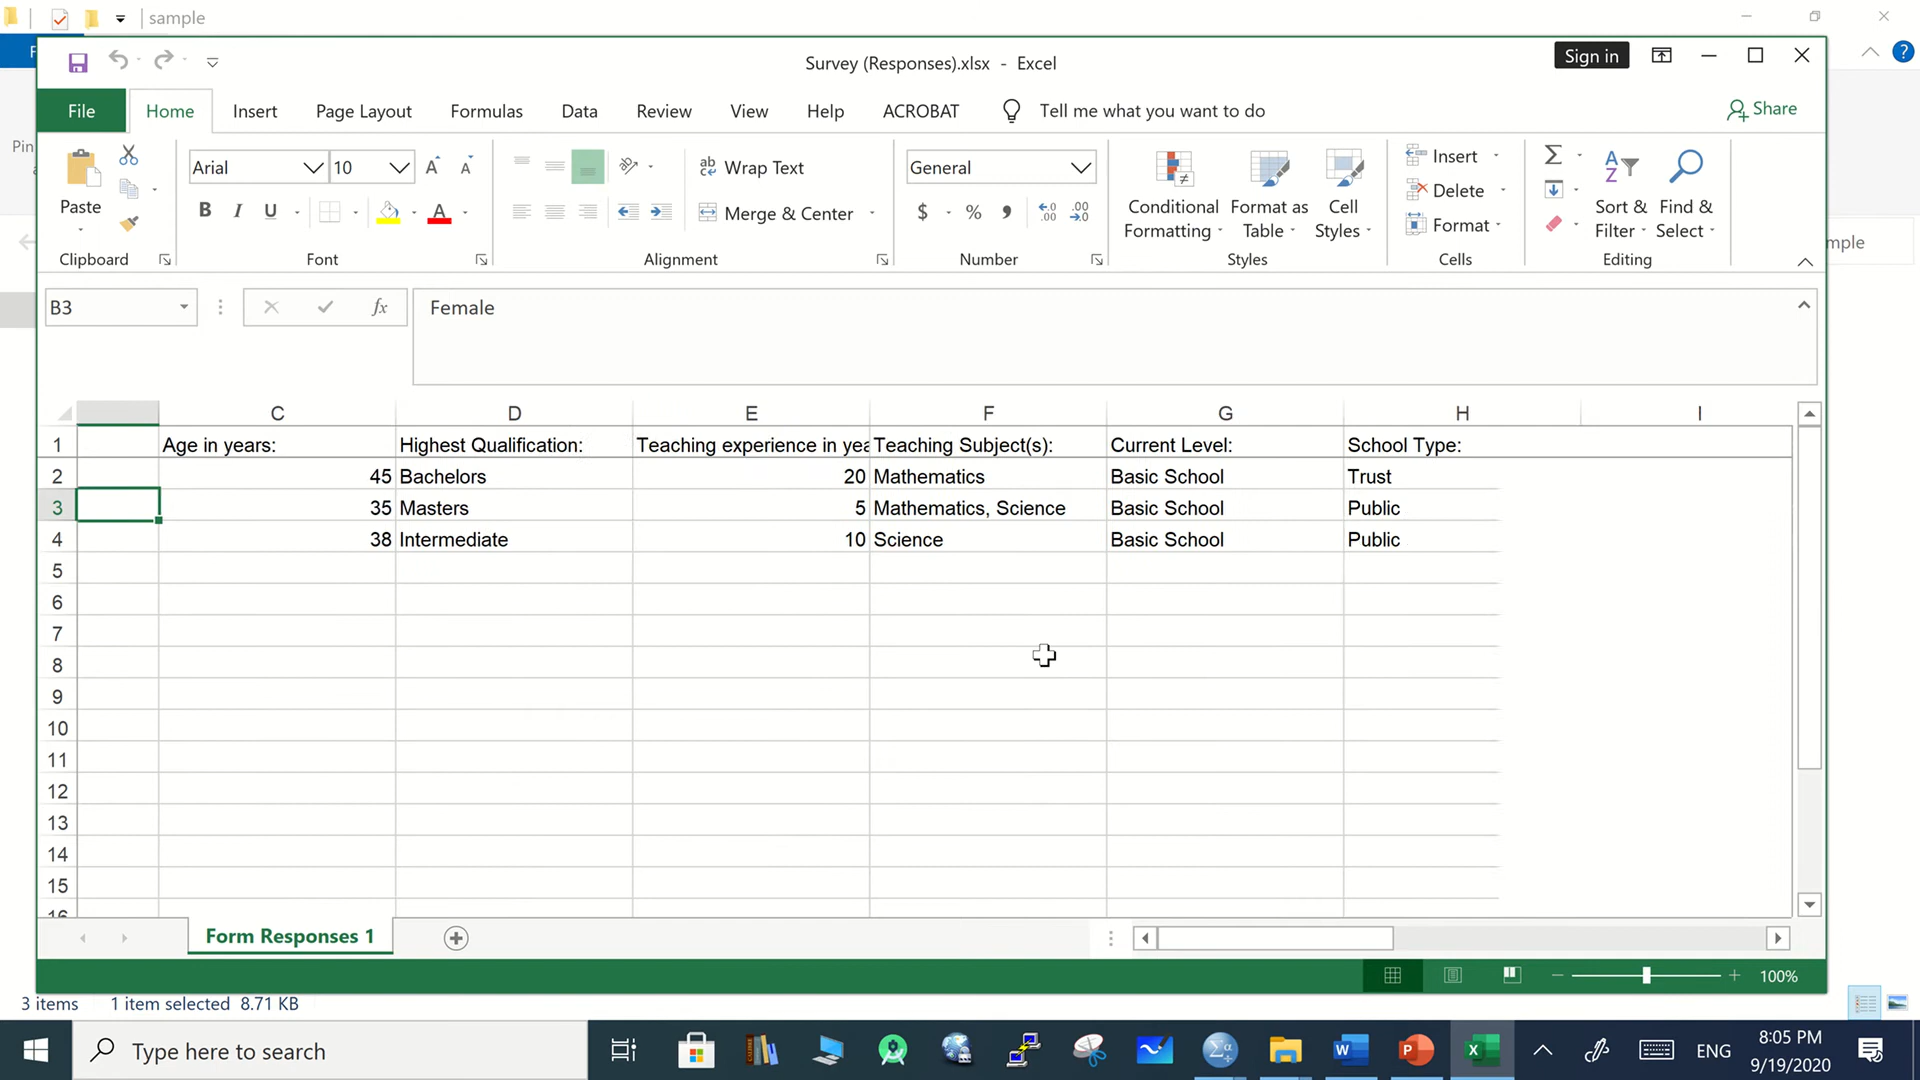 sample
Survey (Responses).xlsx - Excel
Sign in
File Home Insert Page Layout Formulas Data Review View Help ACROBAT Tell me what you want to do Share
Pin
Paste
Clipboard
Arial 10
B I U A
Font
Wrap Text
Merge & Center
Alignment
General
$ % 9 .00
Number
Conditional Formatting
Format as Table
Cell Styles
Styles
Insert
Delete
Format
Cells
Sort & Filter
Find & Select
Editing
mple
B3 fx Female
C D E F G H I
1 Age in years: Highest Qualification: Teaching experience in yea Teaching Subject(s): Current Level: School Type:
2 45 Bachelors 20 Mathematics Basic School Trust
3 35 Masters 5 Mathematics, Science Basic School Public
4 38 Intermediate 10 Science Basic School Public
5
6
7
8
9
10
11
12
13
14
15
16
Form Responses 1
100%
3 items 1 item selected 8.71 KB
Type here to search
ENG
8:05 PM
9/19/2020